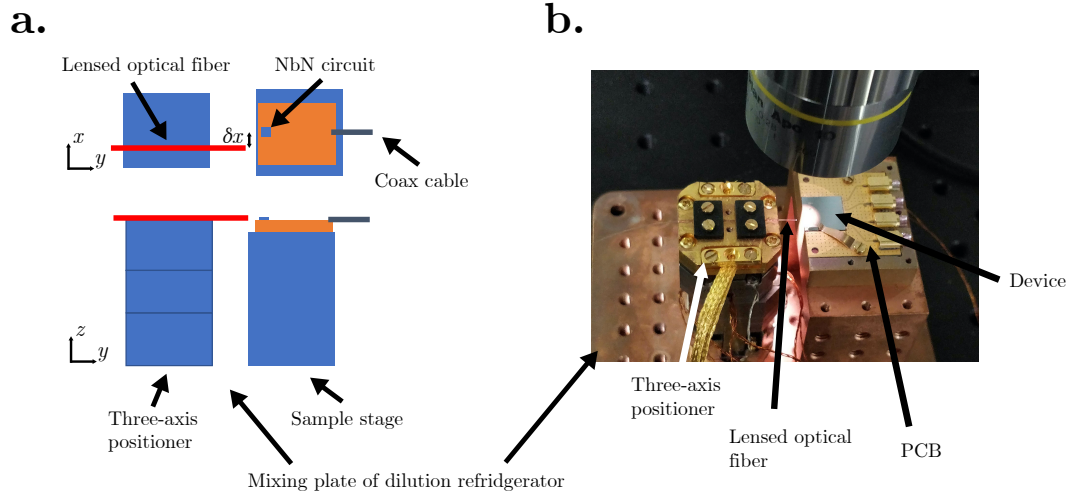 a.
b.
Lensed optical fiber
NbN circuit
x
y
δx
Coax cable
z
y
Three-axis
positioner
Sample stage
Mixing plate of dilution refridgerator
Three-axis
positioner
Lensed optical
fiber
PCB
Device